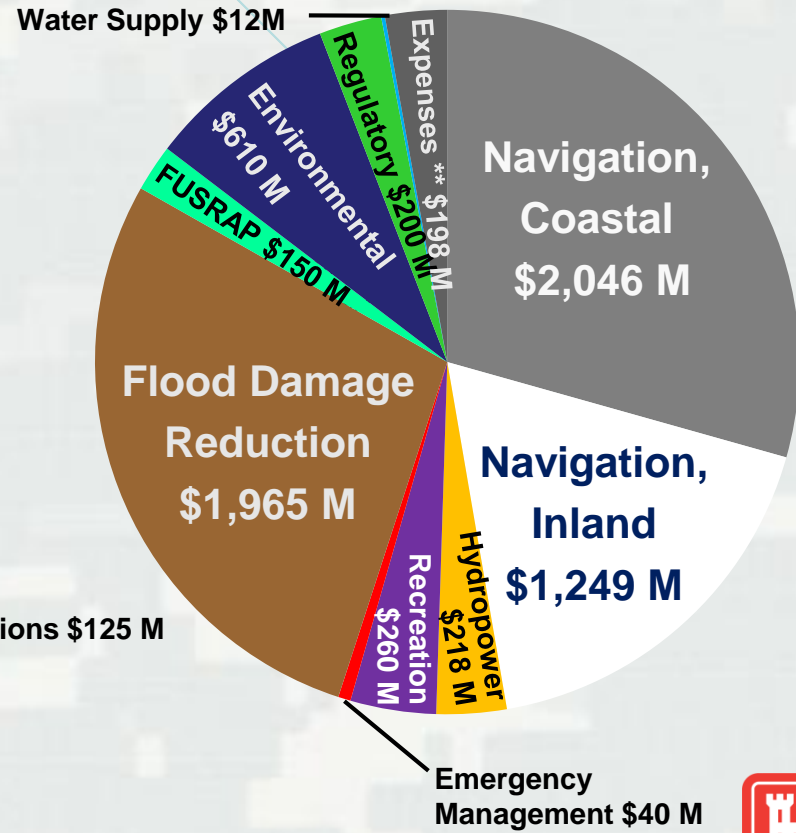 Water Supply $12M
Expenses ** $198 M
Regulatory $200 M
Environmental
$610 M
FUSRAP $150 M
Navigation,
Coastal
$2,046 M
Flood Damage
Reduction
$1,965 M
Navigation,
Inland
$1,249 M
Hydropower
$218 M
Recreation
$260 M
ions $125 M
Emergency
Management $40 M